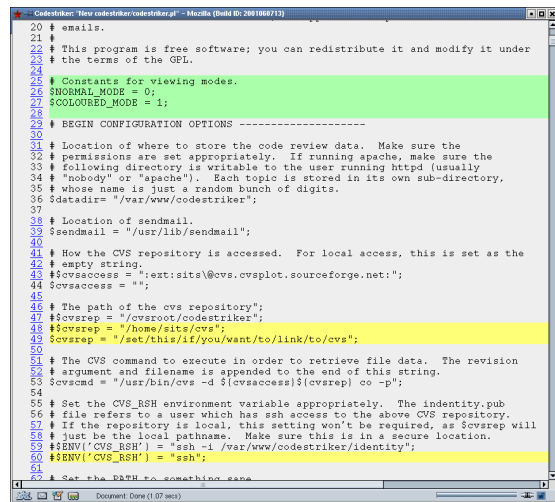 Codestriker: "New codestriker/codestriker.pl" - Mozilla {Build ID: 2001060713}
20 # emails.
21 #
22 # This program is free software; you can redistribute it and modify it under
23 # the terms of the GPL.
24
25 # Constants for viewing modes.
26 $NORMAL_MODE = 0;
27 $COLOURED_MODE = 1;
28
29 # BEGIN CONFIGURATION OPTIONS --------------------
30
31 # Location of where to store the code review data.  Make sure the
32 # permissions are set appropriately.  If running apache, make sure the
33 # following directory is writable to the user running httpd (usually
34 # "nobody" or "apache").  Each topic is stored in its own sub-directory,
35 # whose name is just a random bunch of digits.
36 $datadir= "/var/www/codestriker";
37
38 # Location of sendmail.
39 $sendmail = "/usr/lib/sendmail";
40
41 # How the CVS repository is accessed.  For local access, this is set as the
42 # empty string.
43 #$cvsaccess = ":ext:sits\@cvs.cvsplot.sourceforge.net:";
44 $cvsaccess = "";
45
46 # The path of the cvs repository";
47 #$cvsrep = "/cvsroot/codestriker";
48 #$cvsrep = "/home/sits/cvs";
49 $cvsrep = "/set/this/if/you/want/to/link/to/cvs";
50
51 # The CVS command to execute in order to retrieve file data.  The revision
52 # argument and filename is appended to the end of this string.
53 $cvscmd = "/usr/bin/cvs -d ${cvsaccess}${cvsrep} co -p";
54
55 # Set the CVS_RSH environment variable appropriately.  The indentity.pub
56 # file refers to a user which has ssh access to the above CVS repository.
57 # If the repository is local, this setting won't be required, as $cvsrep will
58 # just be the local pathname.  Make sure this is in a secure location.
59 #$ENV{'CVS_RSH'} = "ssh -i /var/www/codestriker/identity";
60 #$ENV{'CVS_RSH'} = "ssh";
61
62 # Set the PATH to something sane
Document: Done (1.07 secs)